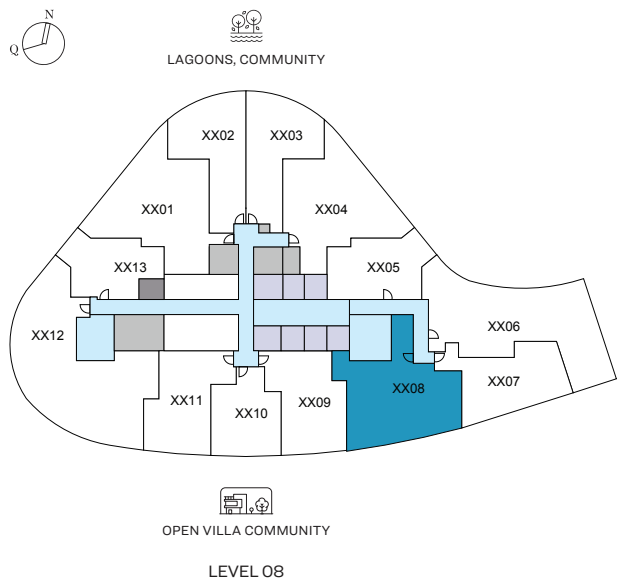 N
Q
LAGOONS, COMMUNITY
XX02 XX03
XX01 XX04
XX13 XX05
XX12 XX06
XX08 XX07
XX11 XX10 XX09
OPEN VILLA COMMUNITY
LEVEL 08